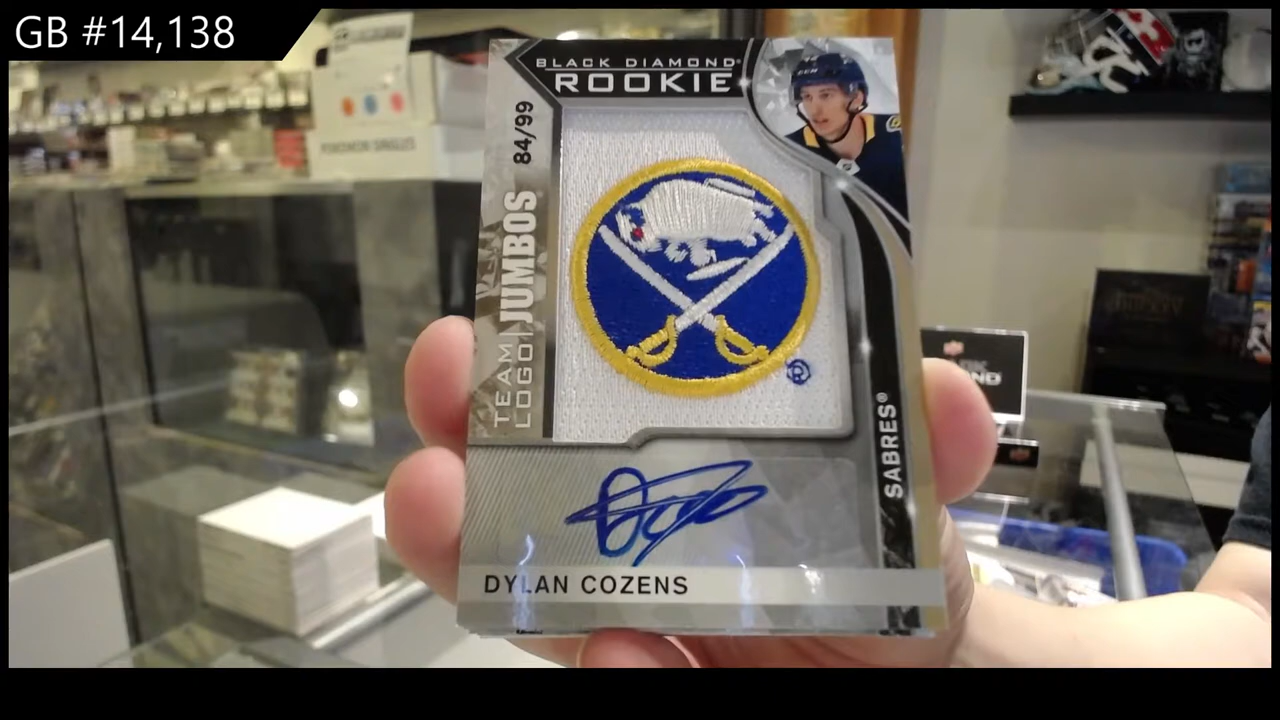 GB #14,138
BLACK DIAMOND®
ROOKIE
84/99
TEAM LOGO
JUMBOS
®
SABRES®
DYLAN COZENS
POKEMON SINGLES